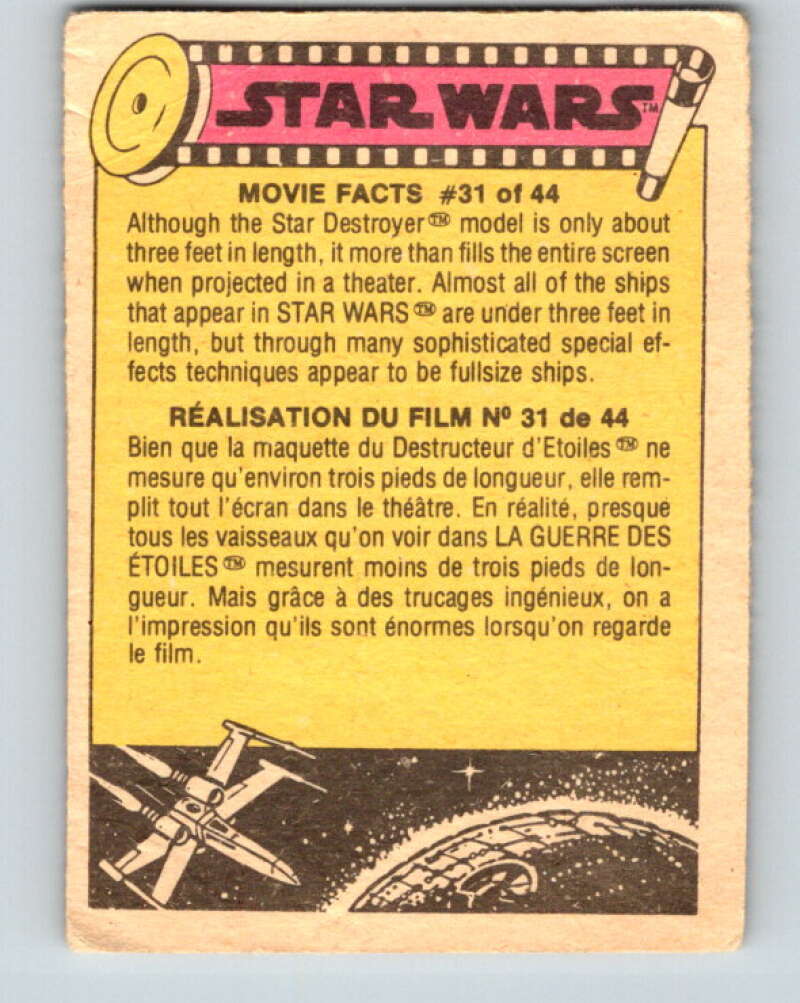 STAR WARS™
MOVIE FACTS #31 of 44
Although the Star Destroyer™ model is only about
three feet in length, it more than fills the entire screen
when projected in a theater. Almost all of the ships
that appear in STAR WARS™ are under three feet in
length, but through many sophisticated special ef-
fects techniques appear to be fullsize ships.
RÉALISATION DU FILM Nº 31 de 44
Bien que la maquette du Destructeur d'Etoiles™ ne
mesure qu'environ trois pieds de longueur, elle rem-
plit tout l'écran dans le théâtre. En réalité, presque
tous les vaisseaux qu'on voir dans LA GUERRE DES
ÉTOILES™ mesurent moins de trois pieds de lon-
gueur. Mais grâce à des trucages ingénieux, on a
l'impression qu'ils sont énormes lorsqu'on regarde
le film.